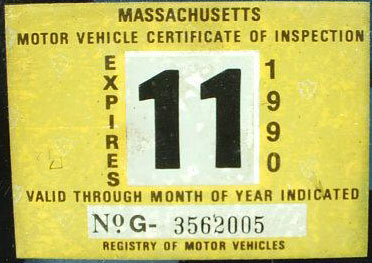 MASSACHUSETTS
MOTOR VEHICLE CERTIFICATE OF INSPECTION
EXPIRES
11
1990
VALID THROUGH MONTH OF YEAR INDICATED
No G- 3562005
REGISTRY OF MOTOR VEHICLES